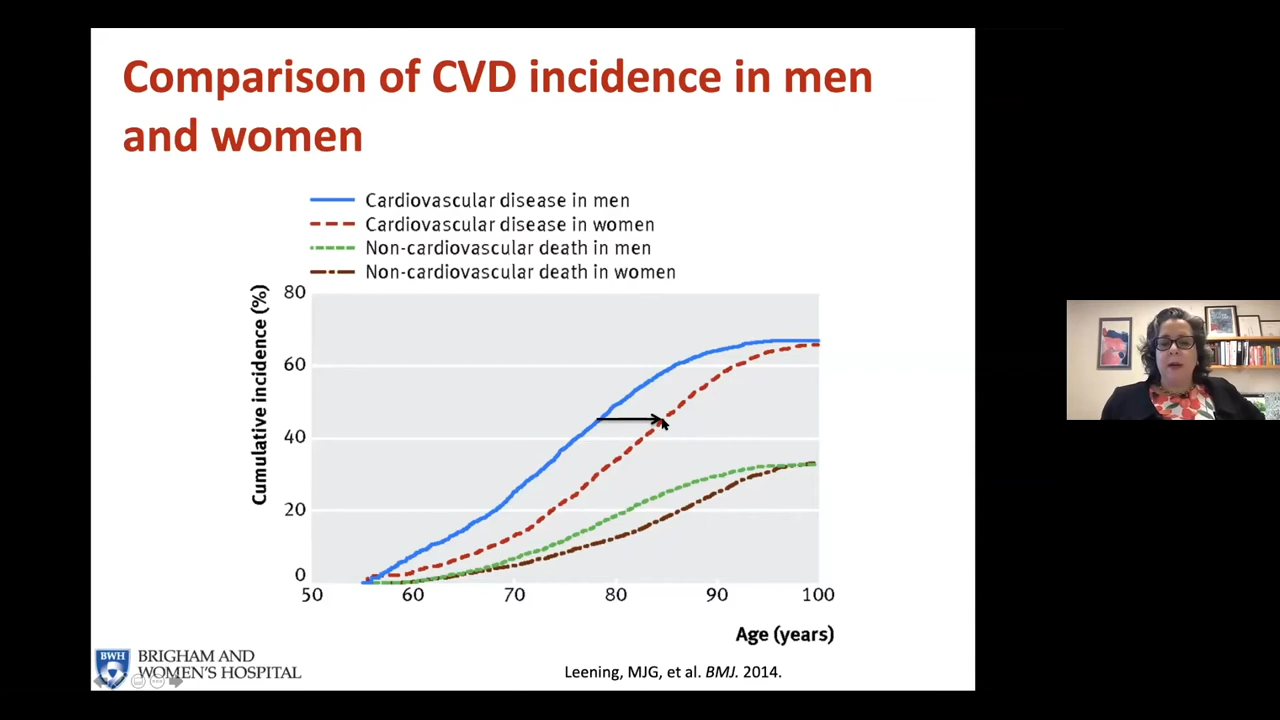 Comparison of CVD incidence in men
and women
Cardiovascular disease in men
Cardiovascular disease in women
Non-cardiovascular death in men
Non-cardiovascular death in women
Cumulative incidence (%)
80
60
40
20
0
50 60 70 80 90 100
Age (years)
BWH
BRIGHAM AND
WOMEN'S HOSPITAL
Leening, MJG, et al. BMJ. 2014.